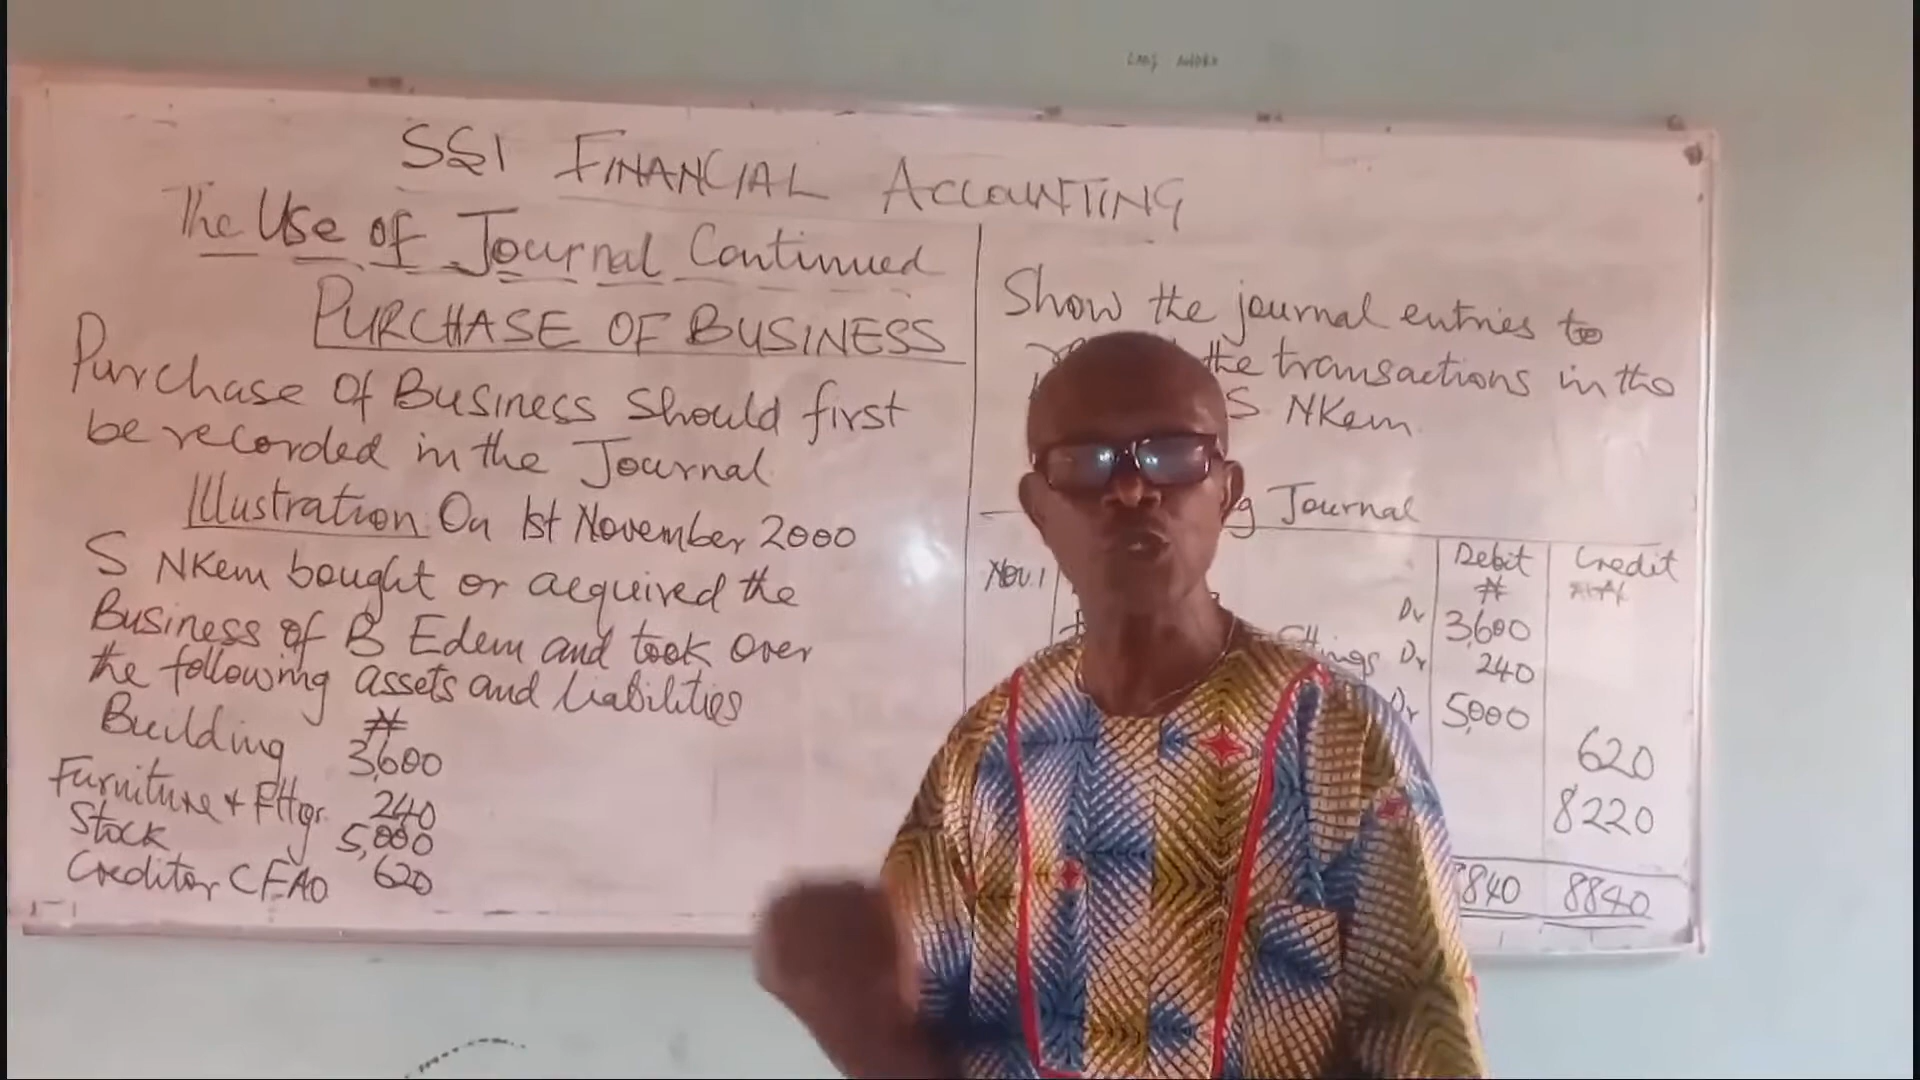 SS1 FINANCIAL ACCOUNTING
The Use of Journal Continued
PURCHASE OF BUSINESS
Purchase Of Business should first
be recorded in the Journal
Illustration On 1st November 2000
S NKem bought or acquired the
Business of B Edem and took over
the following assets and liabilities
₦
Building 3,600
Furniture + Fttgs 240
Stock 5,000
Creditor CFAO 620
Show the journal entries to
the transactions in the
S NKem
Journal
Debit Credit
₦
Nov. 1 Dr 3,600
Dr 240
Dr 5,000
620
8220
8840